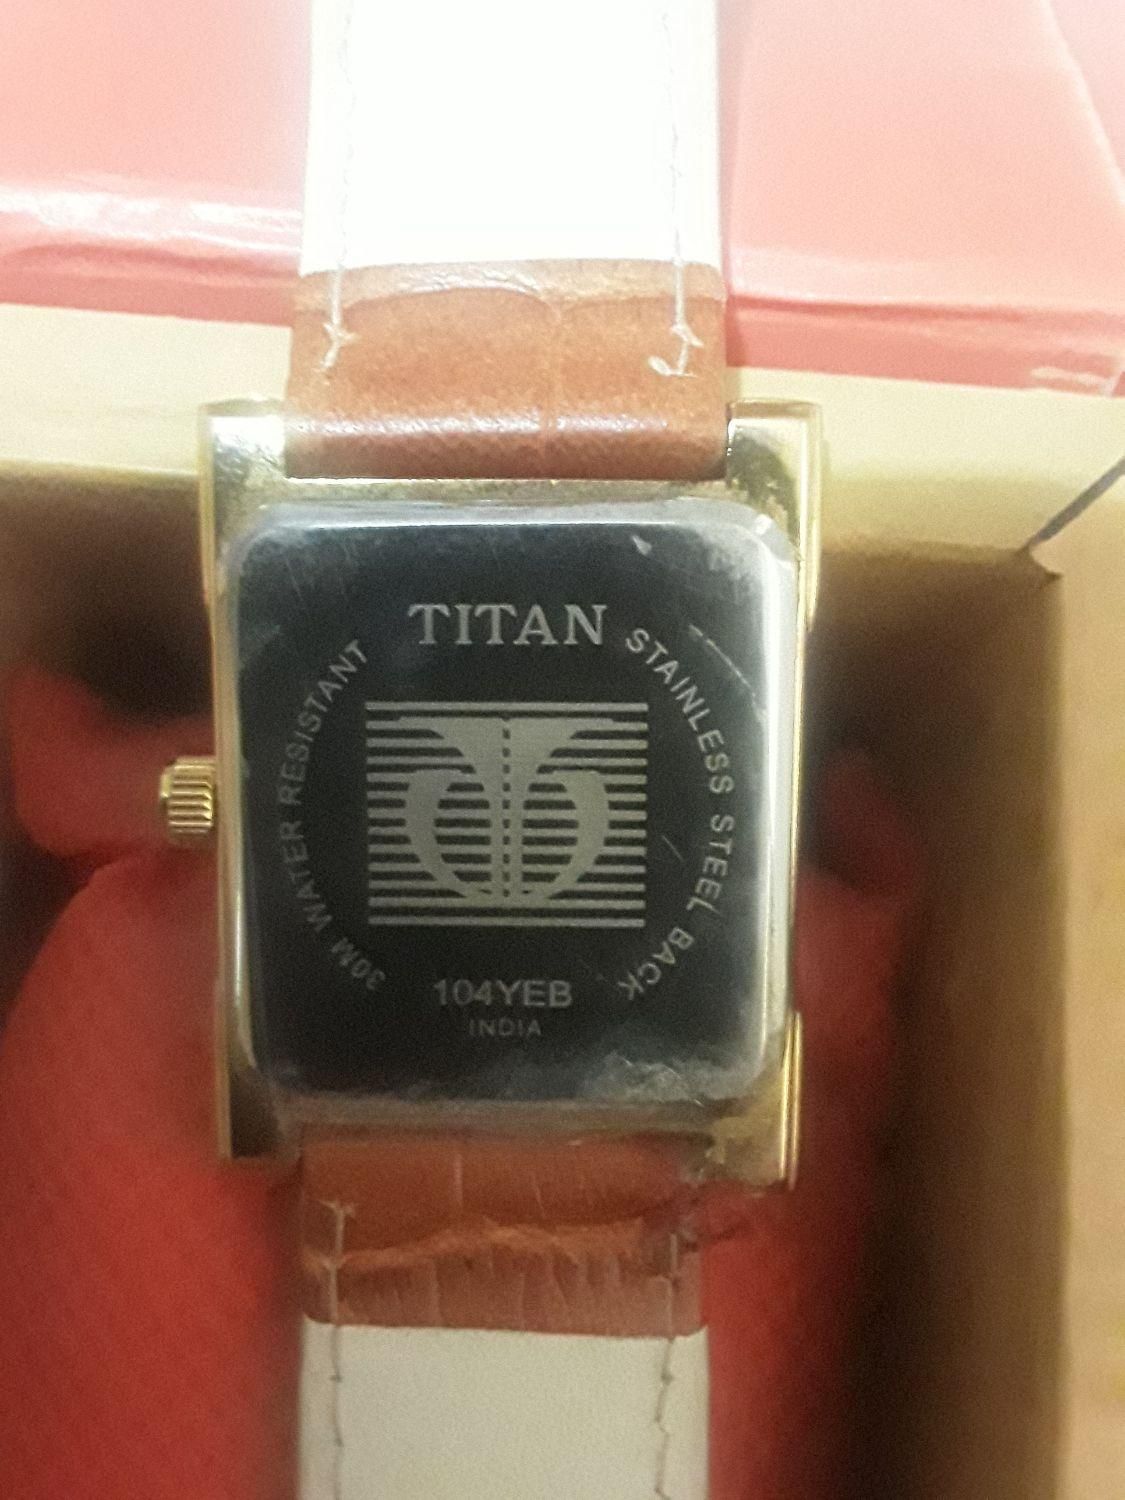 TITAN
STAINLESS STEEL BACK
30M WATER RESISTANT
104YEB
INDIA